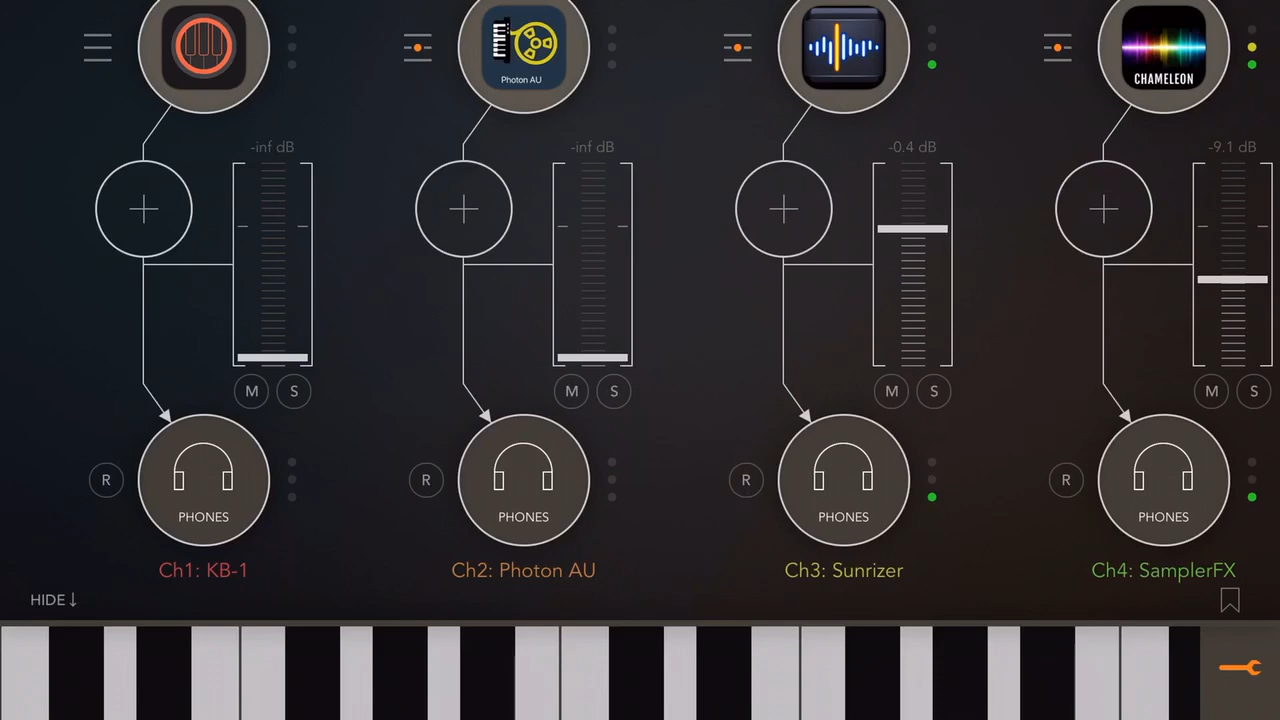 Photon AU
CHAMELEON
-inf dB
-inf dB
-0.4 dB
-9.1 dB
M S
M S
M S
M S
R
PHONES
R
PHONES
R
PHONES
R
PHONES
Ch1: KB-1
Ch2: Photon AU
Ch3: Sunrizer
Ch4: SamplerFX
HIDE↓